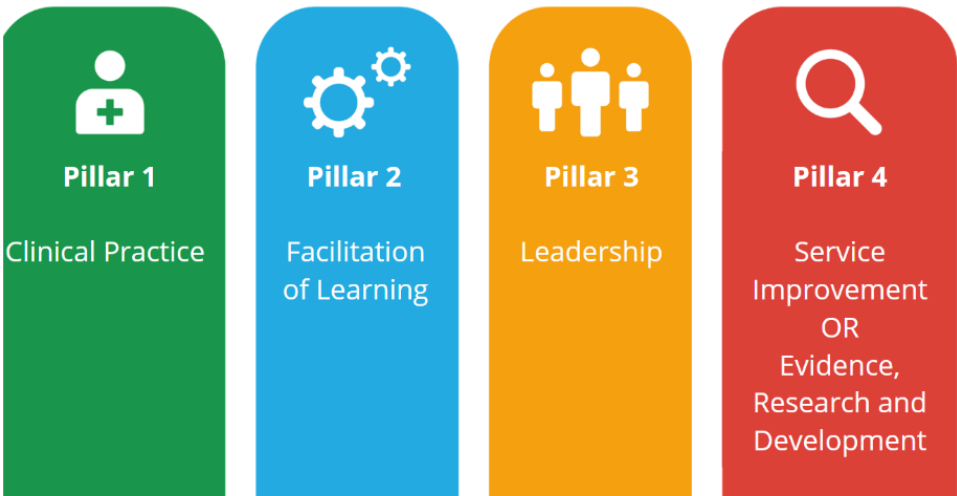 Pillar 1
Clinical Practice
Pillar 2
Facilitation
of Learning
Pillar 3
Leadership
Pillar 4
Service
Improvement
OR
Evidence,
Research and
Development